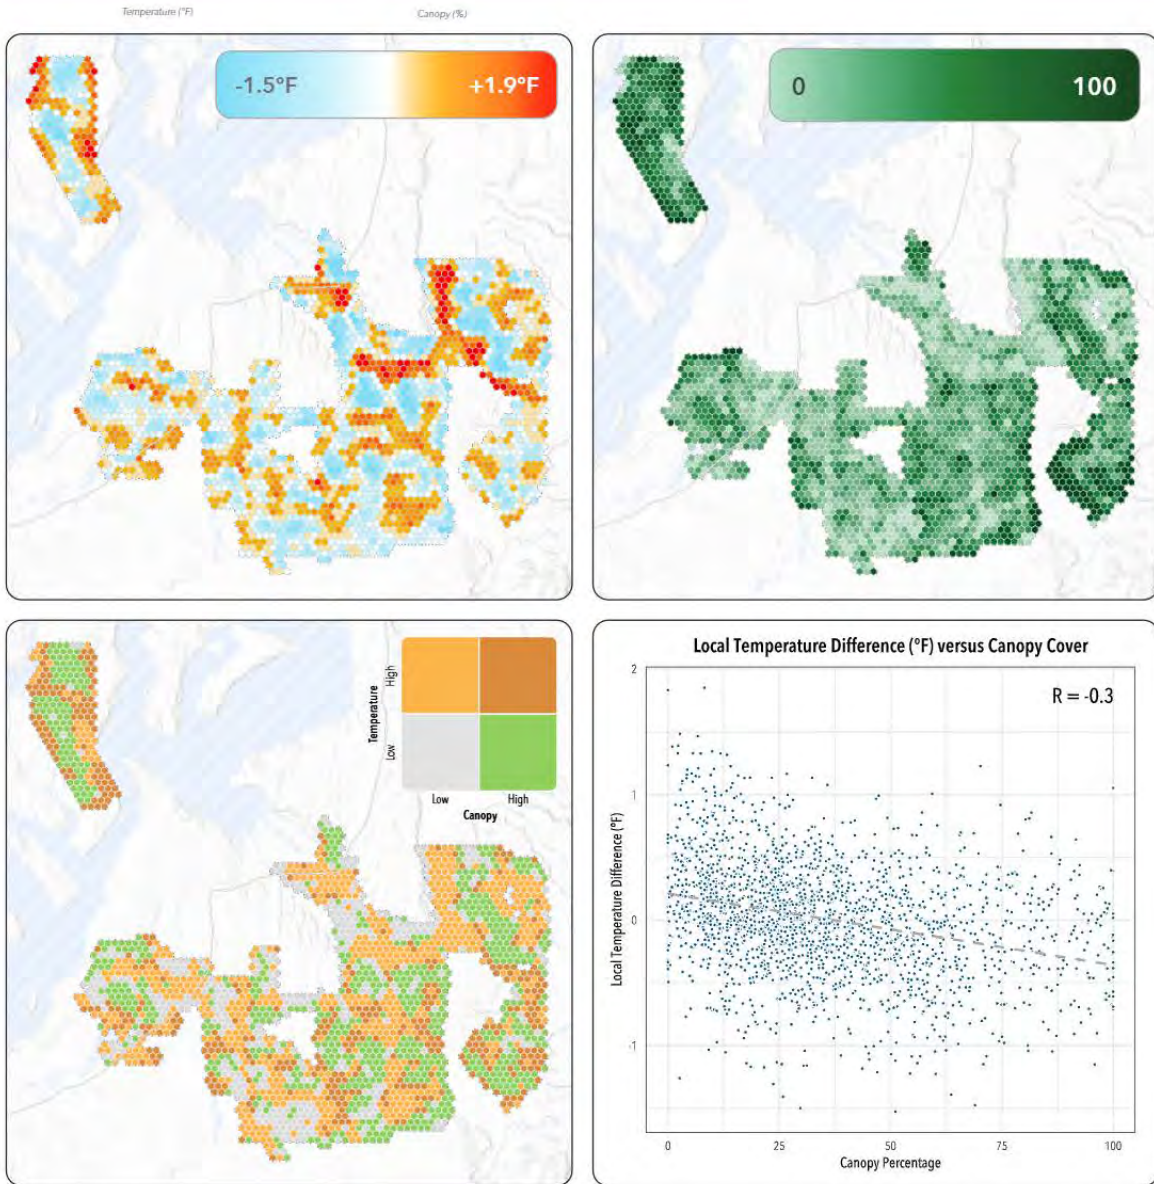 Temperature (°F)
Canopy (%)
-1.5°F
+1.9°F
0
100
High
Temperature
Low
Low
High
Canopy
Local Temperature Difference (°F) versus Canopy Cover
R = -0.3
2
1
0
-1
Local Temperature Difference (°F)
0
25
50
75
100
Canopy Percentage